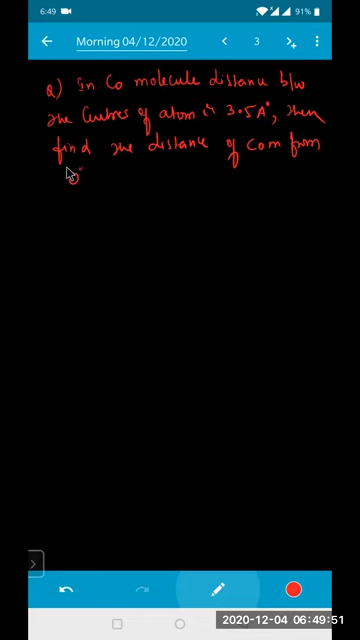 6:49
91%
Morning 04/12/2020
3
Q) In Co molecule distance b/w
the Centres of atom is 3.5A°, then
find the distance of com from
2020-12-04 06:49:51